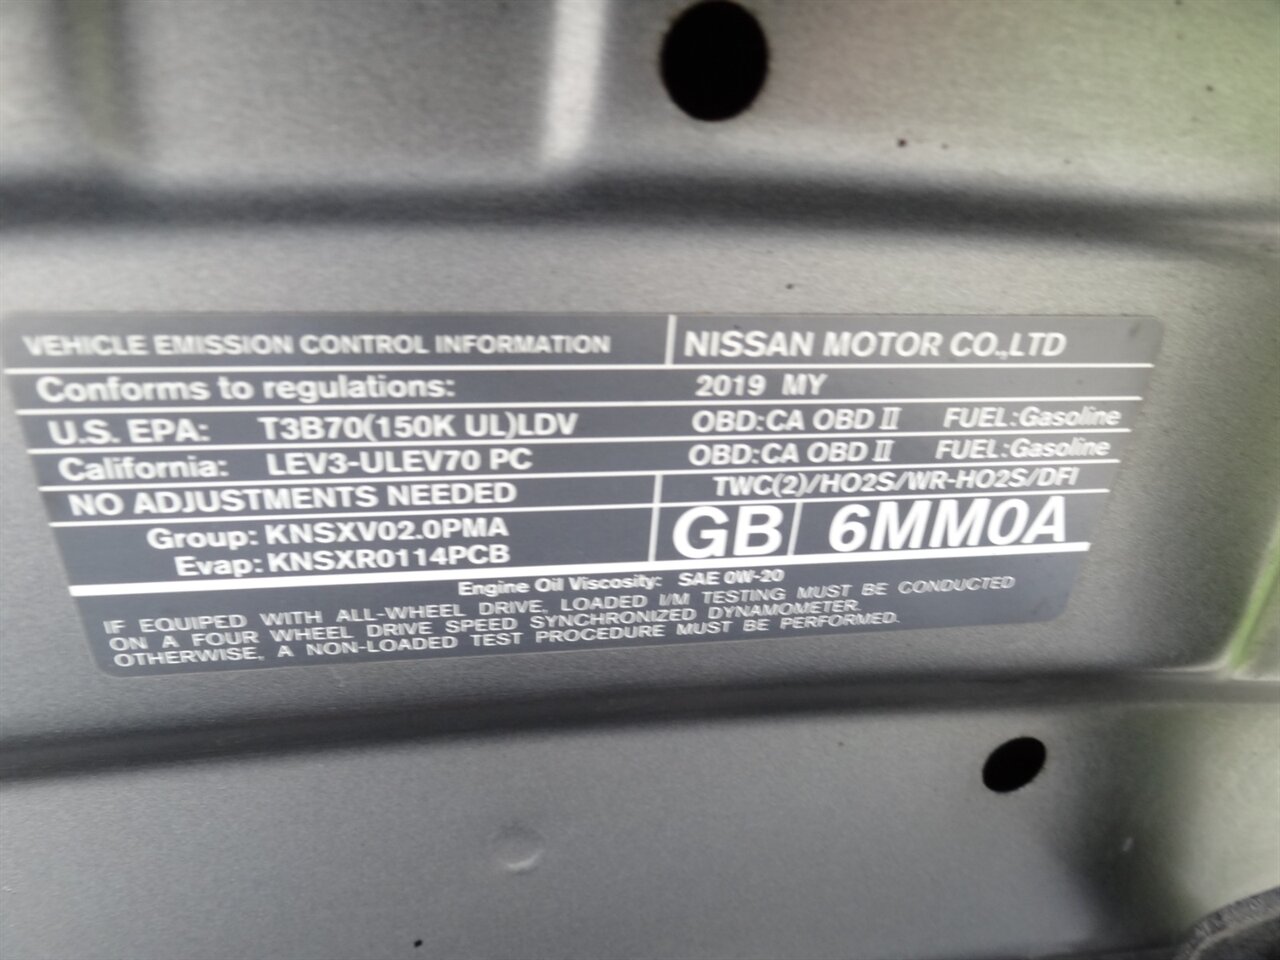 VEHICLE EMISSION CONTROL INFORMATION NISSAN MOTOR CO.,LTD
Conforms to regulations: 2019 MY
U.S. EPA: T3B70(150K UL)LDV OBD:CA OBD II FUEL:Gasoline
California: LEV3-ULEV70 PC OBD:CA OBD II FUEL:Gasoline
NO ADJUSTMENTS NEEDED TWC(2)/HO2S/WR-HO2S/DFI
Group: KNSXV02.0PMA GB 6MM0A
Evap: KNSXR0114PCB
Engine Oil Viscosity: SAE 0W-20
IF EQUIPED WITH ALL-WHEEL DRIVE, LOADED I/M TESTING MUST BE CONDUCTED
ON A FOUR WHEEL DRIVE SPEED SYNCHRONIZED DYNAMOMETER.
OTHERWISE, A NON-LOADED TEST PROCEDURE MUST BE PERFORMED.